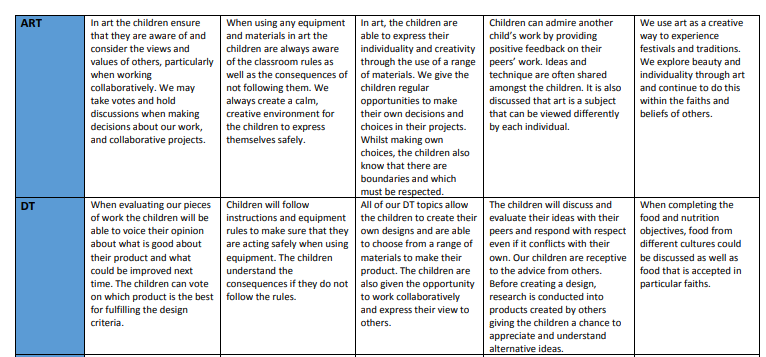 ART
In art the children ensure
that they are aware of and
consider the views and
values of others, particularly
when working
collaboratively. We may
take votes and hold
discussions when making
decisions about our work,
and collaborative projects.
When using any equipment
and materials in art the
children are always aware
of the classroom rules as
well as the consequences of
not following them. We
always create a calm,
creative environment for
the children to express
themselves safely.
In art, the children are
able to express their
individuality and creativity
through the use of a range
of materials. We give the
children regular
opportunities to make
their own decisions and
choices in their projects.
Whilst making own
choices, the children also
know that there are
boundaries and which
must be respected.
Children can admire another
child's work by providing
positive feedback on their
peers' work. Ideas and
technique are often shared
amongst the children. It is also
discussed that art is a subject
that can be viewed differently
by each individual.
We use art as a creative
way to experience
festivals and traditions.
We explore beauty and
individuality through art
and continue to do this
within the faiths and
beliefs of others.
DT
When evaluating our pieces
of work the children will be
able to voice their opinion
about what is good about
their product and what
could be improved next
time. The children can vote
on which product is the best
for fulfilling the design
criteria.
Children will follow
instructions and equipment
rules to make sure that they
are acting safely when using
equipment. The children
understand the
consequences if they do not
follow the rules.
All of our DT topics allow
the children to create their
own designs and are able
to choose from a range of
materials to make their
product. The children are
also given the opportunity
to work collaboratively
and express their view to
others.
The children will discuss and
evaluate their ideas with their
peers and respond with respect
even if it conflicts with their
own. Our children are receptive
to the advice from others.
Before creating a design,
research is conducted into
products created by others
giving the children a chance to
appreciate and understand
alternative ideas.
When completing the
food and nutrition
objectives, food from
different cultures could
be discussed as well as
food that is accepted in
particular faiths.